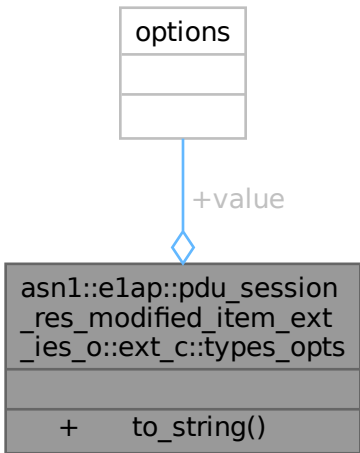 options
+value
asn1::e1ap::pdu_session
_res_modified_item_ext
_ies_o::ext_c::types_opts
+ to_string()